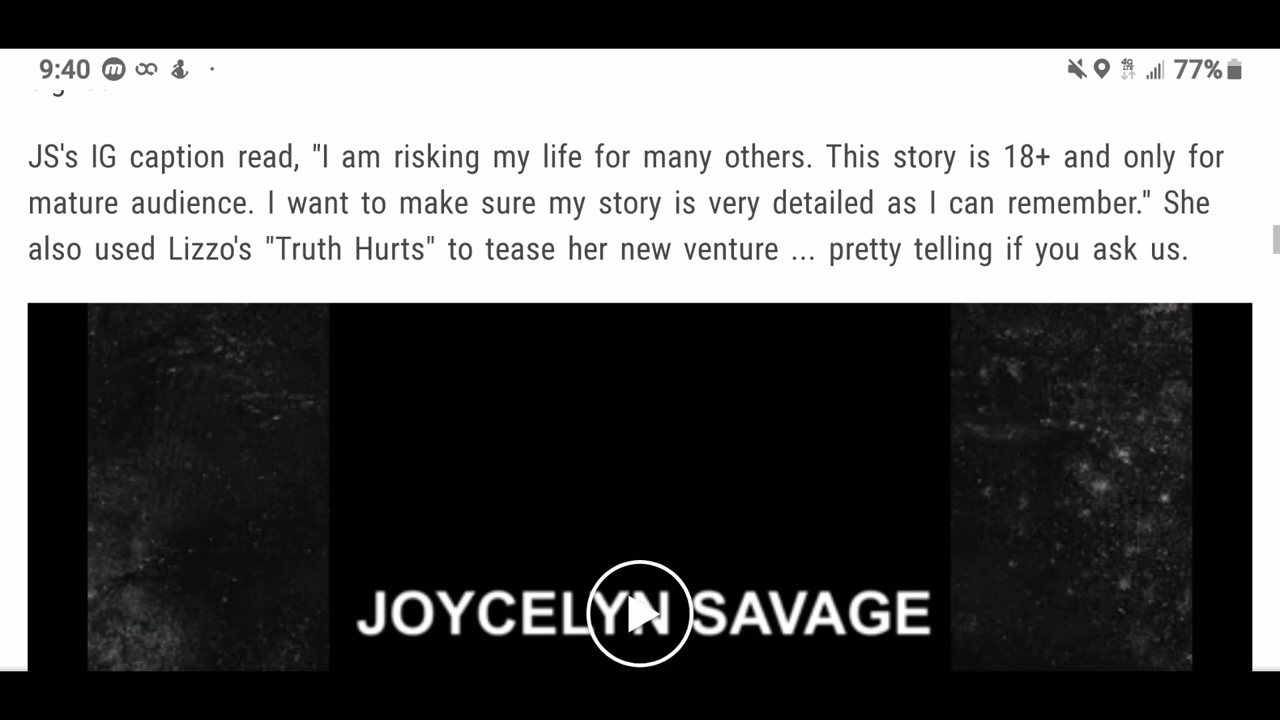 9:40
77%
JS's IG caption read, "I am risking my life for many others. This story is 18+ and only for
mature audience. I want to make sure my story is very detailed as I can remember." She
also used Lizzo's "Truth Hurts" to tease her new venture ... pretty telling if you ask us.
JOYCELYN SAVAGE